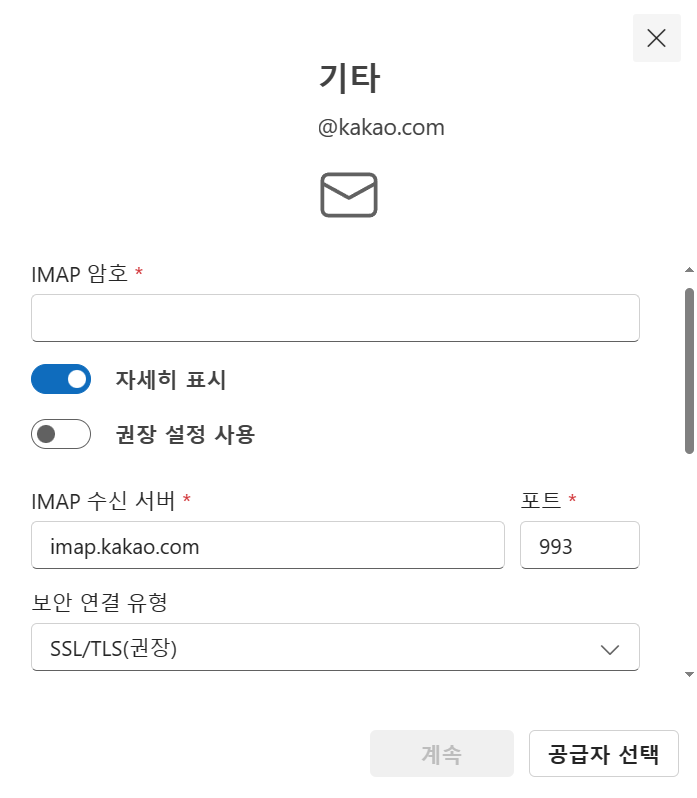 기타
@kakao.com
IMAP 암호 *
자세히 표시
권장 설정 사용
IMAP 수신 서버 * 포트 *
imap.kakao.com 993
보안 연결 유형
SSL/TLS(권장)
계속 공급자 선택